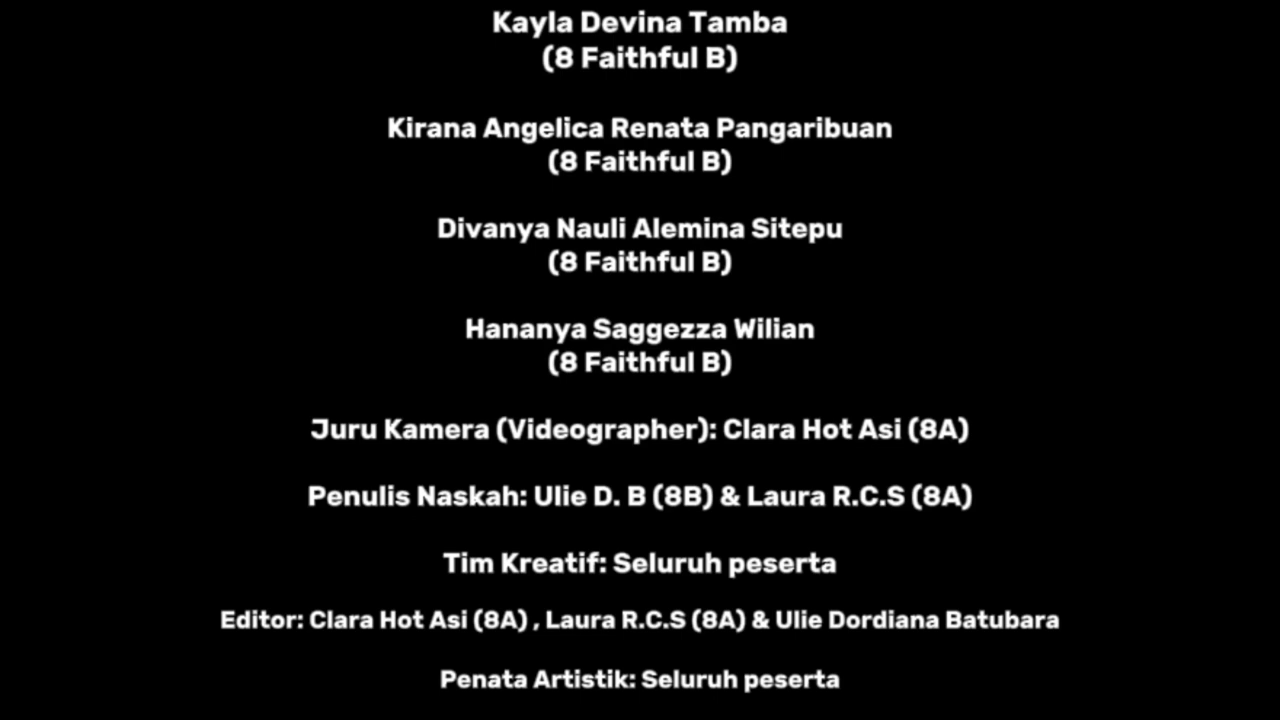 Kayla Devina Tamba
(8 Faithful B)
Kirana Angelica Renata Pangaribuan
(8 Faithful B)
Divanya Nauli Alemina Sitepu
(8 Faithful B)
Hananya Saggezza Wilian
(8 Faithful B)
Juru Kamera (Videographer): Clara Hot Asi (8A)
Penulis Naskah: Ulie D. B (8B) & Laura R.C.S (8A)
Tim Kreatif: Seluruh peserta
Editor: Clara Hot Asi (8A) , Laura R.C.S (8A) & Ulie Dordiana Batubara
Penata Artistik: Seluruh peserta